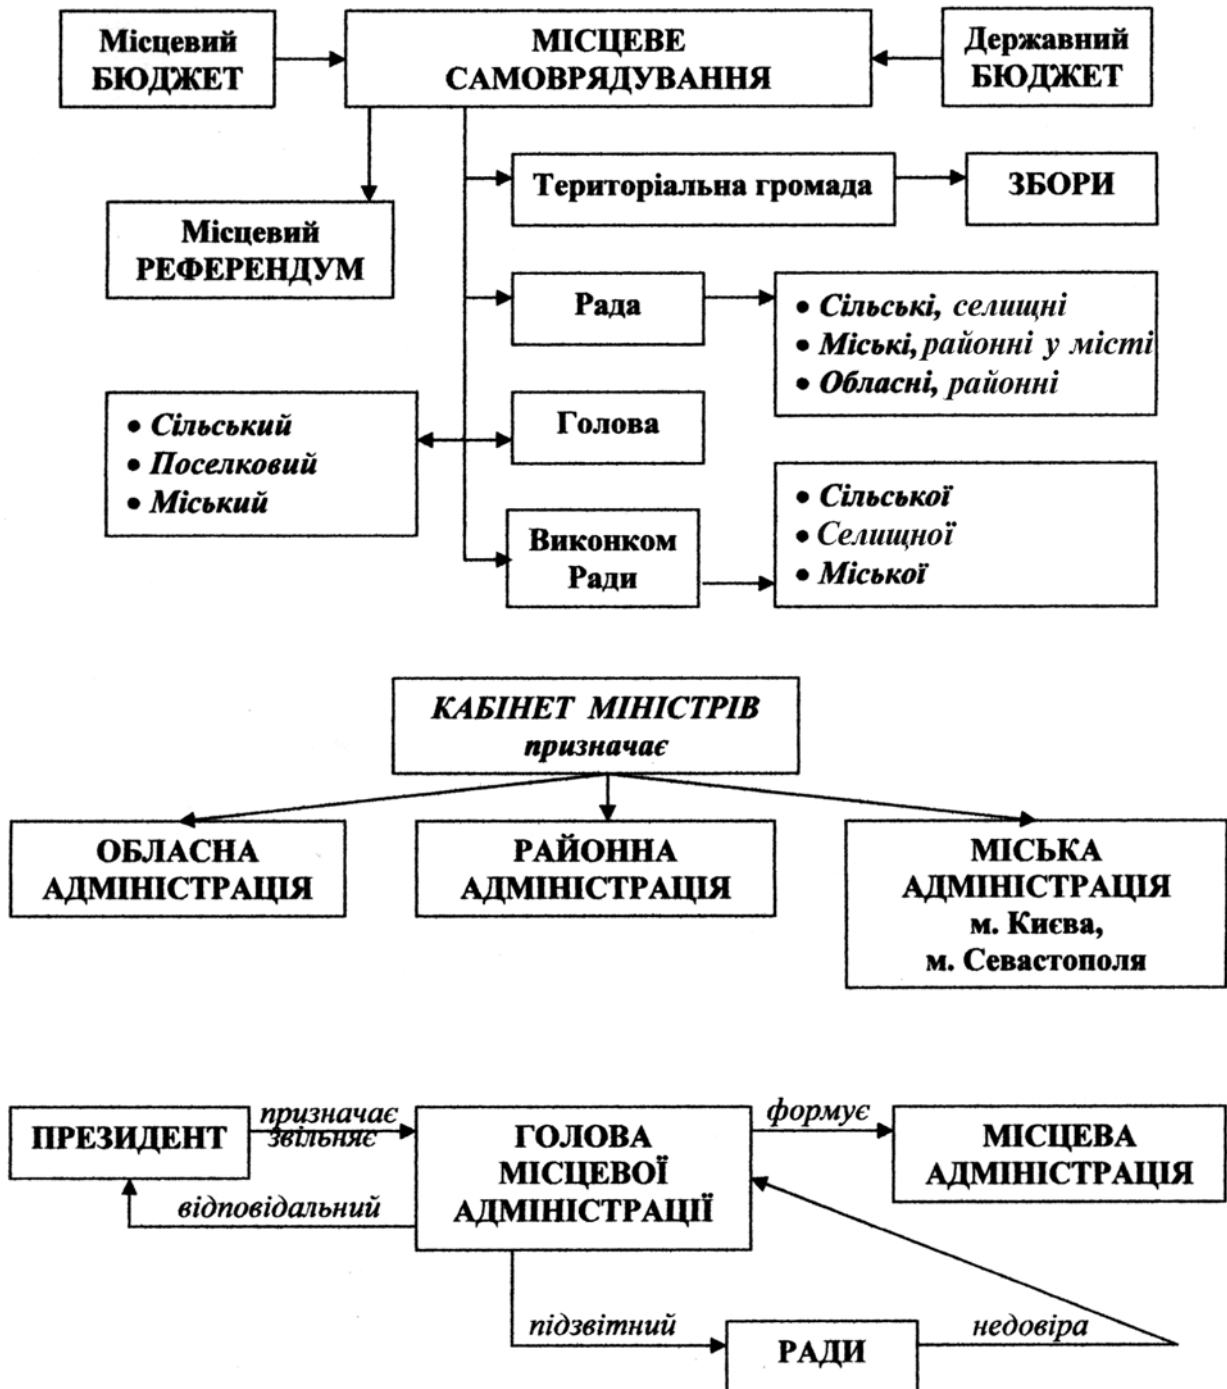 Місцевий
БЮДЖЕТ
МІСЦЕВЕ
САМОВРЯДУВАННЯ
Державний
БЮДЖЕТ
Територіальна громада
ЗБОРИ
Місцевий
РЕФЕРЕНДУМ
Рада
• Сільські, селищні
• Міські, районні у місті
• Обласні, районні
• Сільський
• Поселковий
• Міський
Голова
Виконком
Ради
• Сільської
• Селищної
• Міської
КАБІНЕТ МІНІСТРІВ
призначає
ОБЛАСНА
АДМІНІСТРАЦІЯ
РАЙОННА
АДМІНІСТРАЦІЯ
МІСЬКА
АДМІНІСТРАЦІЯ
м. Києва,
м. Севастополя
ПРЕЗИДЕНТ
призначає
звільняє
ГОЛОВА
МІСЦЕВОЇ
АДМІНІСТРАЦІЇ
формує
МІСЦЕВА
АДМІНІСТРАЦІЯ
відповідальний
підзвітний
РАДИ
недовіра